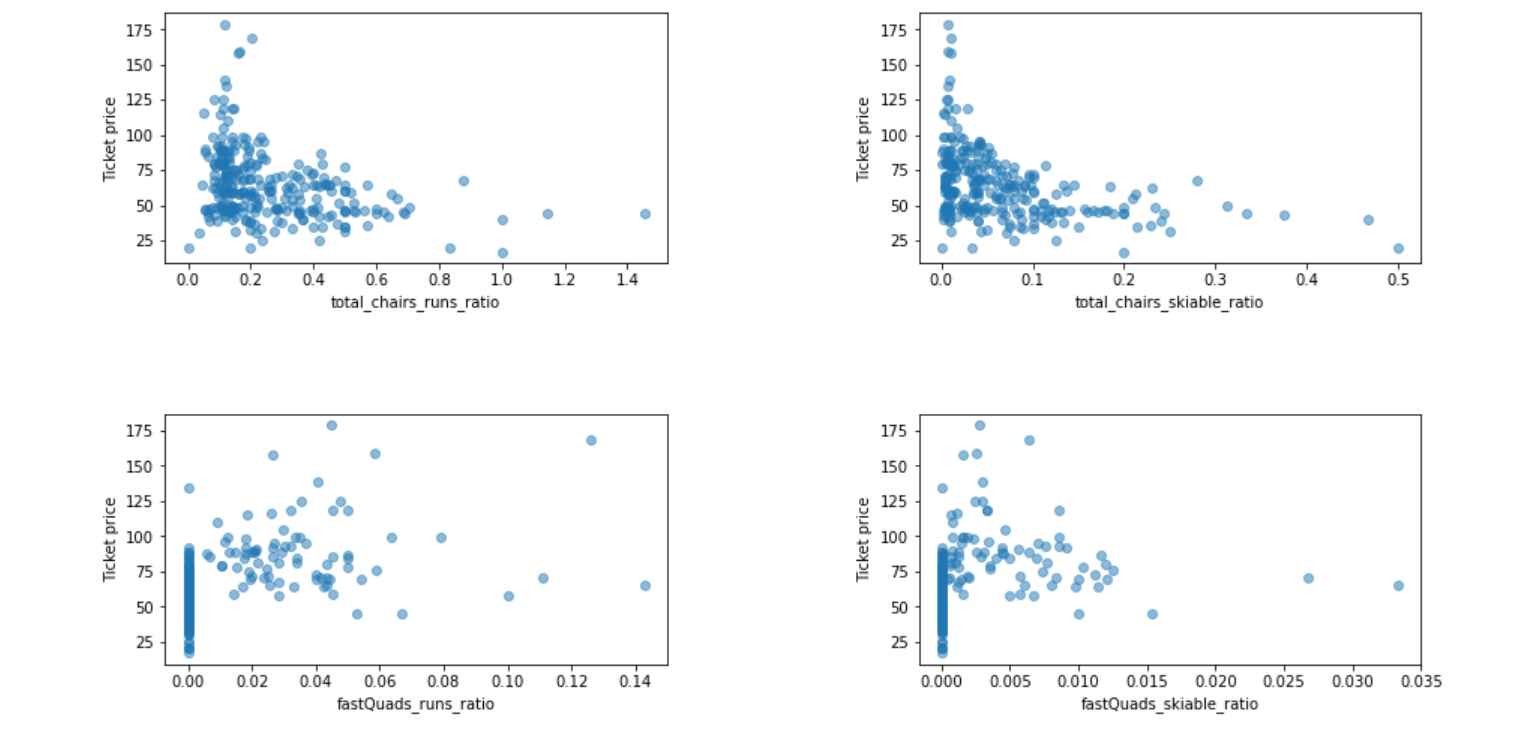 175
150
125
100
75
50
25
Ticket price
0.0 0.2 0.4 0.6 0.8 1.0 1.2 1.4
total_chairs_runs_ratio
175
150
125
100
75
50
25
Ticket price
0.0 0.1 0.2 0.3 0.4 0.5
total_chairs_skiable_ratio
175
150
125
100
75
50
25
Ticket price
0.00 0.02 0.04 0.06 0.08 0.10 0.12 0.14
fastQuads_runs_ratio
175
150
125
100
75
50
25
Ticket price
0.000 0.005 0.010 0.015 0.020 0.025 0.030 0.035
fastQuads_skiable_ratio